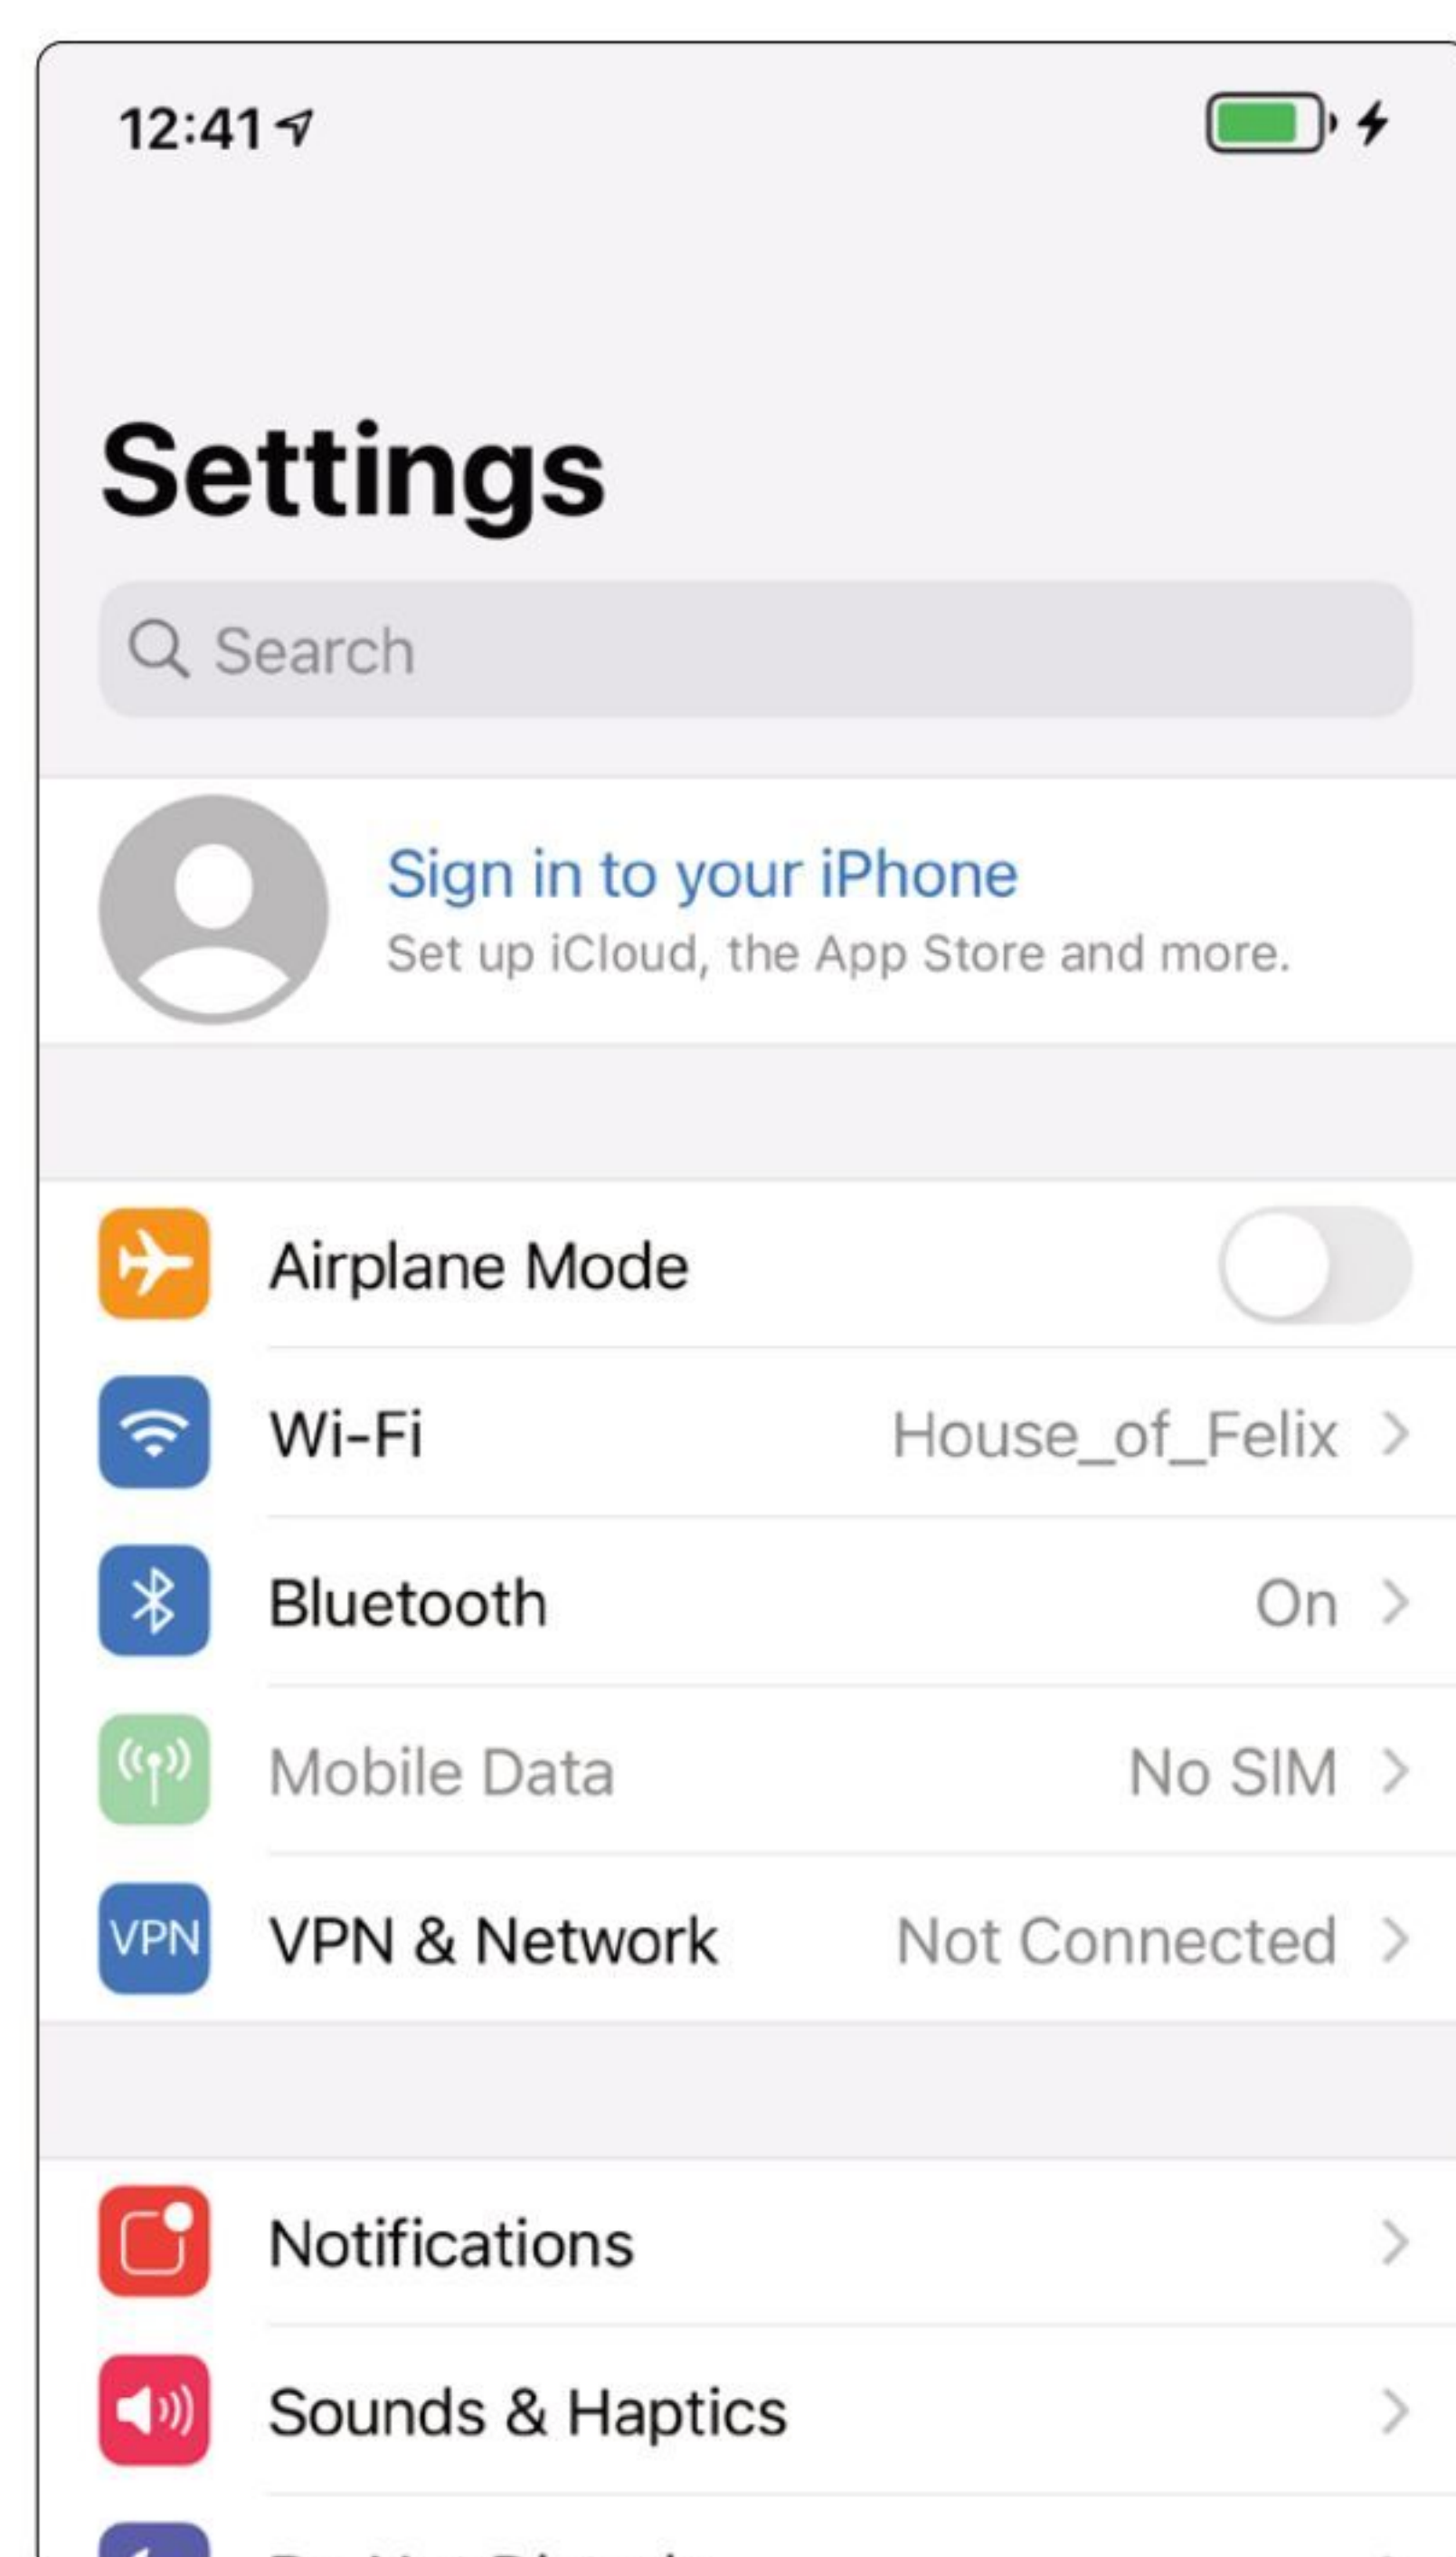 12:41
Settings
Search
Sign in to your iPhone
Set up iCloud, the App Store and more.
Airplane Mode
Wi-Fi House_of_Felix
Bluetooth On
Mobile Data No SIM
VPN VPN & Network Not Connected
Notifications
Sounds & Haptics